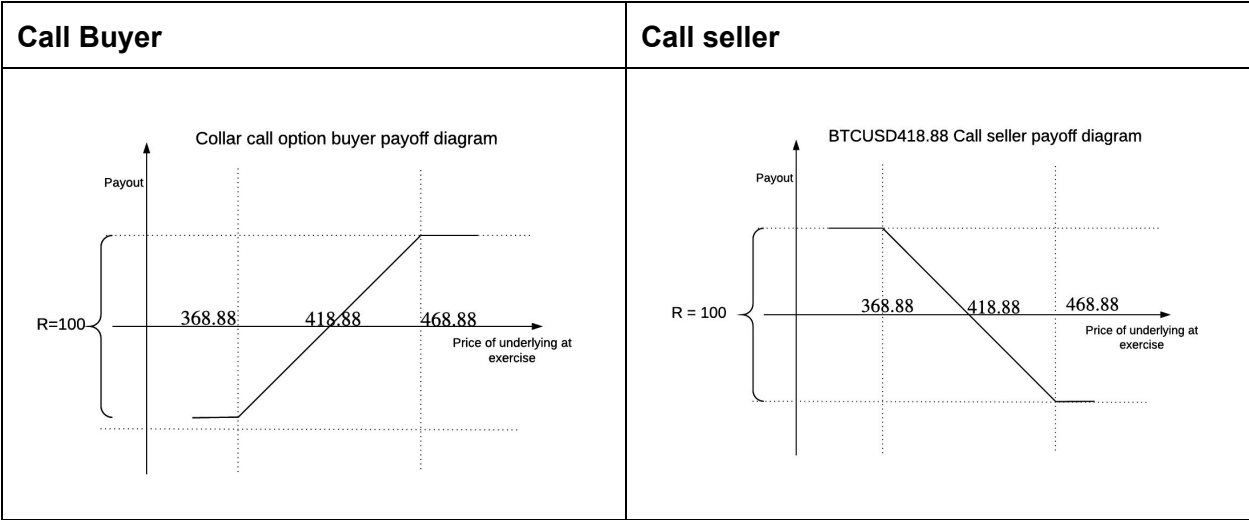 Call Buyer
Call seller
Collar call option buyer payoff diagram
Payout
368.88
418.88
468.88
R=100
Price of underlying at
exercise
BTCUSD418.88 Call seller payoff diagram
Payout
368.88
418.88
468.88
R = 100
Price of underlying at
exercise